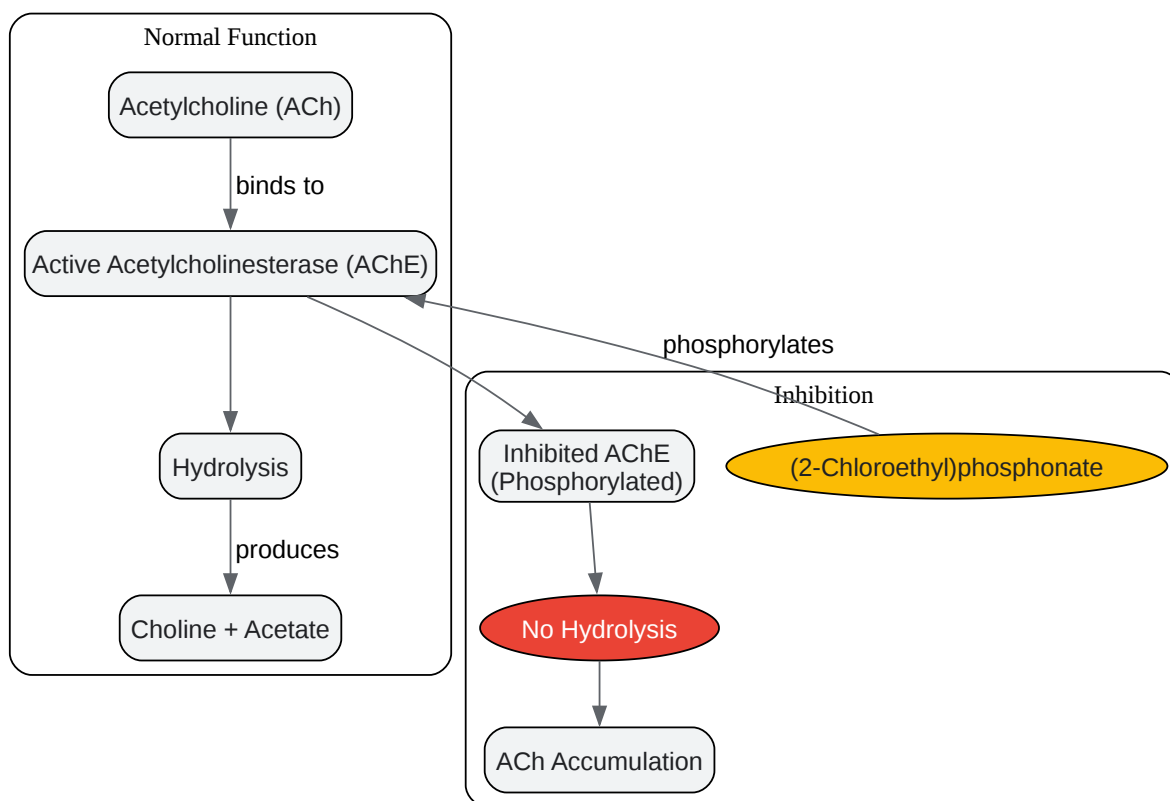 Normal Function
Acetylcholine (ACh)
binds to
Active Acetylcholinesterase (AChE)
phosphorylates
Inhibition
Hydrolysis
Inhibited AChE
(Phosphorylated)
(2-Chloroethyl)phosphonate
produces
Choline + Acetate
No Hydrolysis
ACh Accumulation